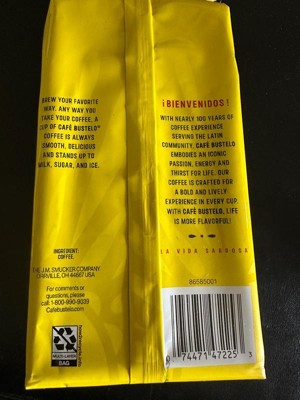 BREW YOUR FAVORITE
WAY, ANY WAY YOU
TAKE YOUR COFFEE, A
CUP OF CAFÉ BUSTELO®
COFFEE IS ALWAYS
SMOOTH, DELICIOUS
AND STANDS UP TO
MILK, SUGAR, AND ICE.
INGREDIENT:
COFFEE.
THE J.M. SMUCKER COMPANY
ORRVILLE, OH 44667 USA
For comments or
questions, please
call: 1-800-990-9039
Cafebustelo.com
BAG
¡BIENVENIDOS!
WITH NEARLY 100 YEARS OF
COFFEE EXPERIENCE
SERVING THE LATIN
COMMUNITY, CAFÉ BUSTELO
EMBODIES AN ICONIC
PASSION, ENERGY AND
THIRST FOR LIFE. OUR
COFFEE IS CRAFTED FOR
A BOLD AND LIVELY
EXPERIENCE IN EVERY CUP.
WITH CAFÉ BUSTELO, LIFE
IS MORE FLAVORFUL!
LA VIDA SABROSA
86585001
74471 47225 3